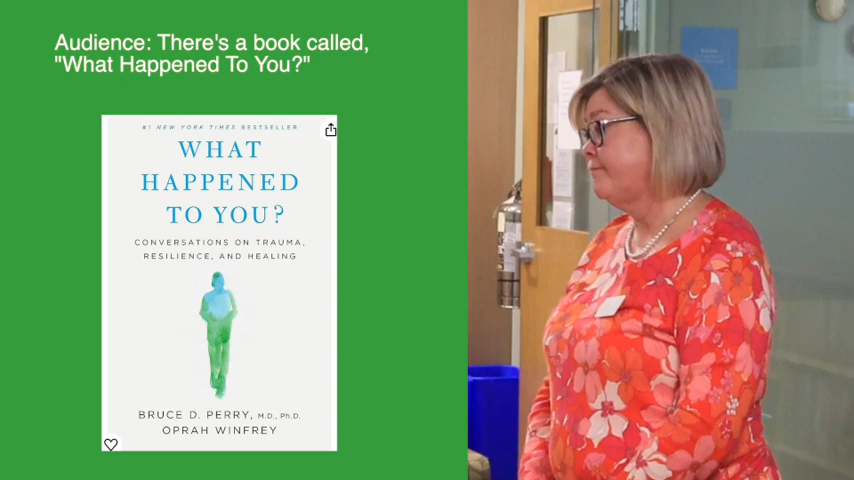 Audience: There's a book called,
"What Happened To You?"
#1 NEW YORK TIMES BESTSELLER
WHAT
HAPPENED
TO YOU?
CONVERSATIONS ON TRAUMA,
RESILIENCE, AND HEALING
BRUCE D. PERRY, M.D., Ph.D.
OPRAH WINFREY